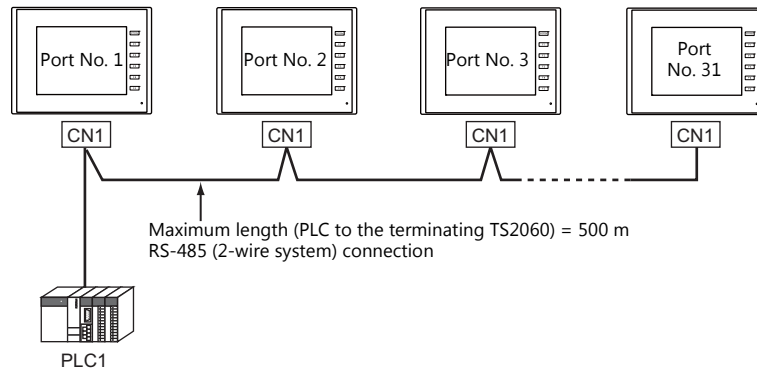 Port No. 1
Port No. 2
Port No. 3
Port
No. 31
CN1
CN1
CN1
CN1
Maximum length (PLC to the terminating TS2060) = 500 m
RS-485 (2-wire system) connection
PLC1